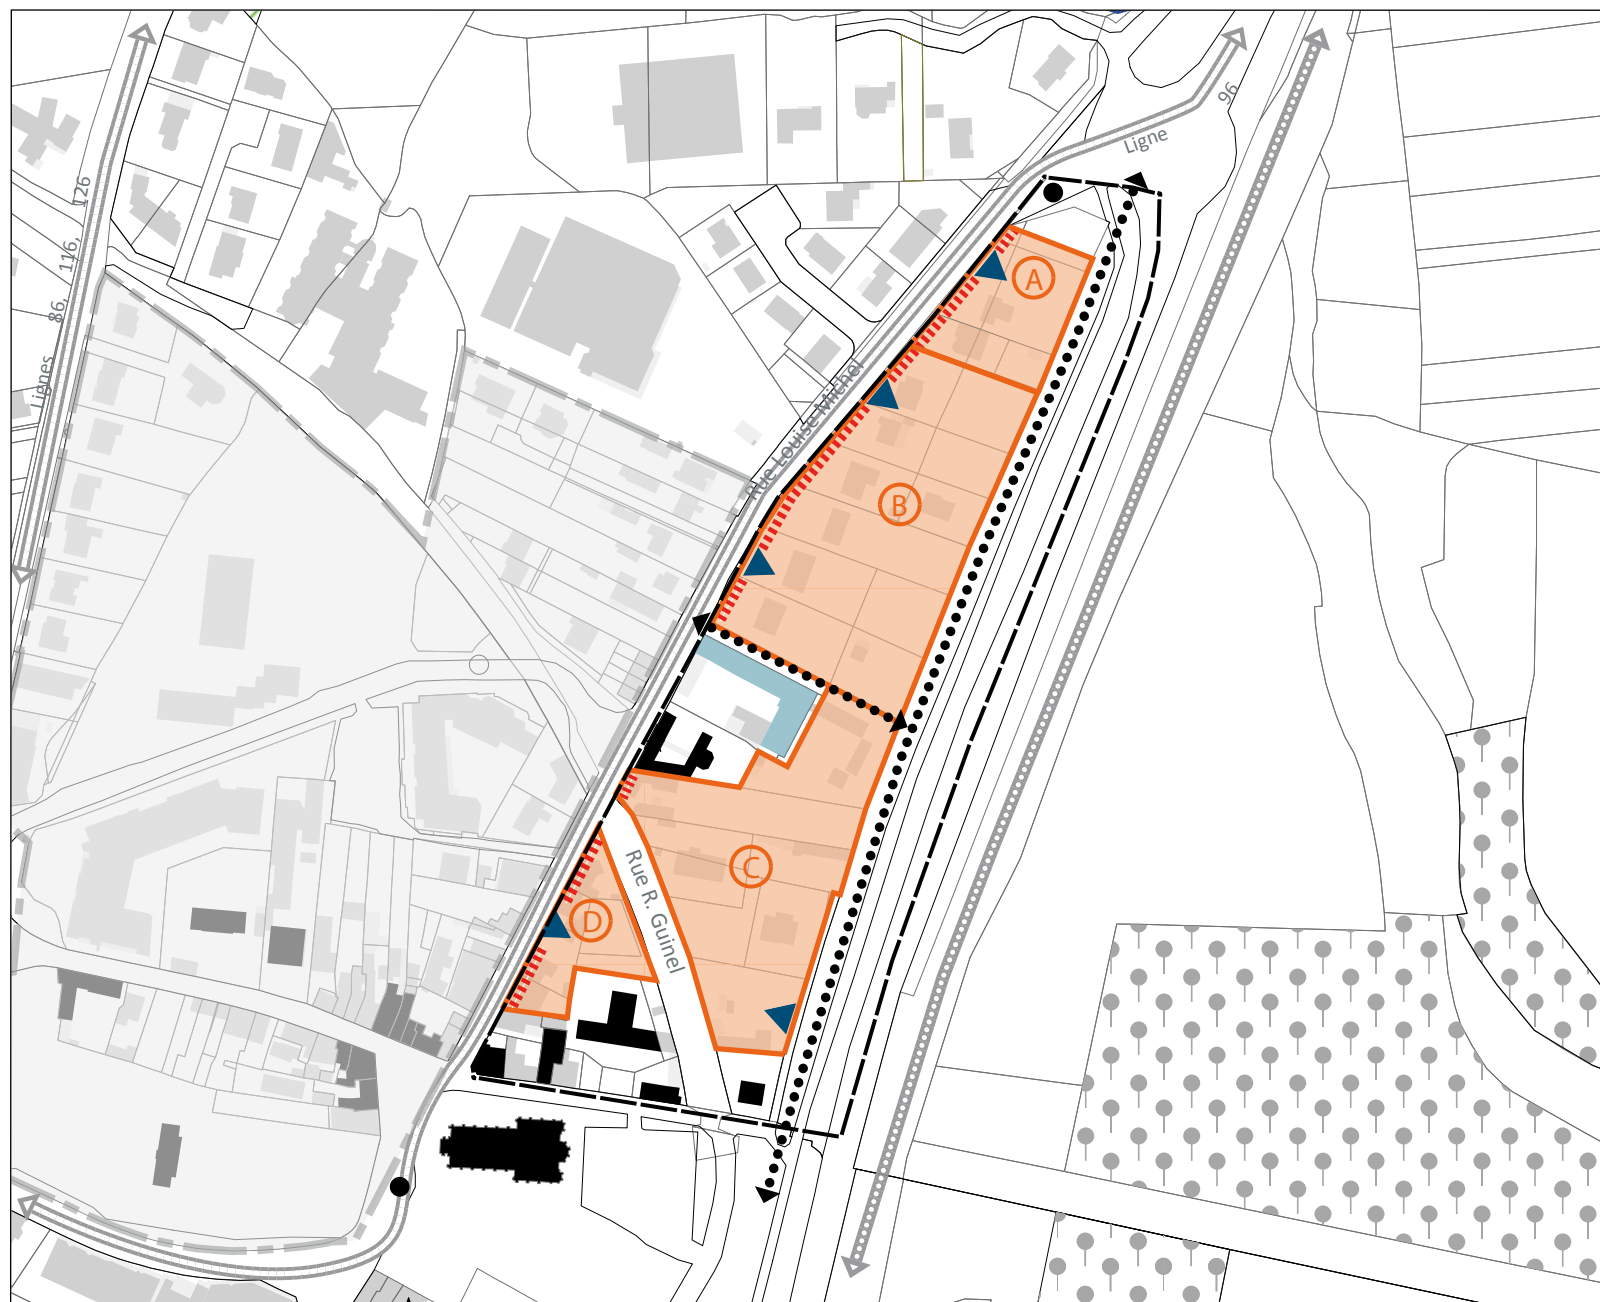 Ligne
96
Lignes
86,
116,
126
Rue Louise Michel
A
B
C
D
Rue R. Guinel